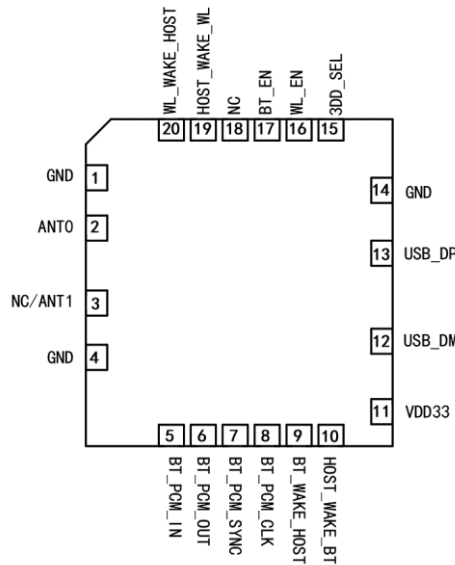 WL_WAKE_HOST
HOST_WAKE_WL
NC
BT_EN
WL_EN
3DD_SEL
20
19
18
17
16
15
GND
1
14
GND
ANT0
2
13
USB_DP
NC/ANT1
3
12
USB_DM
GND
4
11
VDD33
5
6
7
8
9
10
BT_PCM_IN
BT_PCM_OUT
BT_PCM_SYNC
BT_PCM_CLK
BT_WAKE_HOST
HOST_WAKE_BT